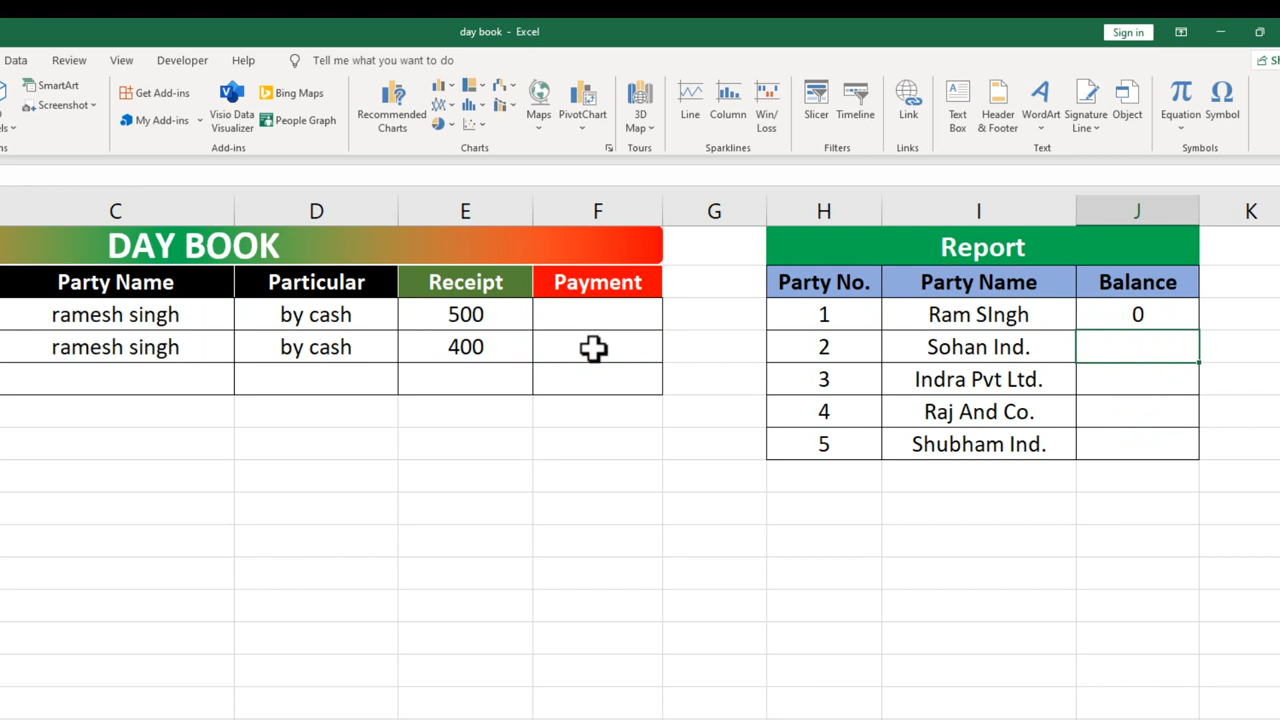 day book - Excel
Sign in
Data Review View Developer Help Tell me what you want to do
SmartArt
Screenshot
Get Add-ins
My Add-ins
Visio Data Visualizer
Bing Maps
People Graph
Add-ins
Recommended Charts
Maps
PivotChart
Charts
3D Map
Tours
Line
Column
Win/ Loss
Sparklines
Slicer
Timeline
Filters
Link
Links
Text Box
Header & Footer
WordArt
Signature Line
Object
Text
Equation
Symbol
Symbols
C D E F G H I J K
DAY BOOK Report
Party Name Particular Receipt Payment Party No. Party Name Balance
ramesh singh by cash 500 1 Ram SIngh 0
ramesh singh by cash 400 2 Sohan Ind.
3 Indra Pvt Ltd.
4 Raj And Co.
5 Shubham Ind.